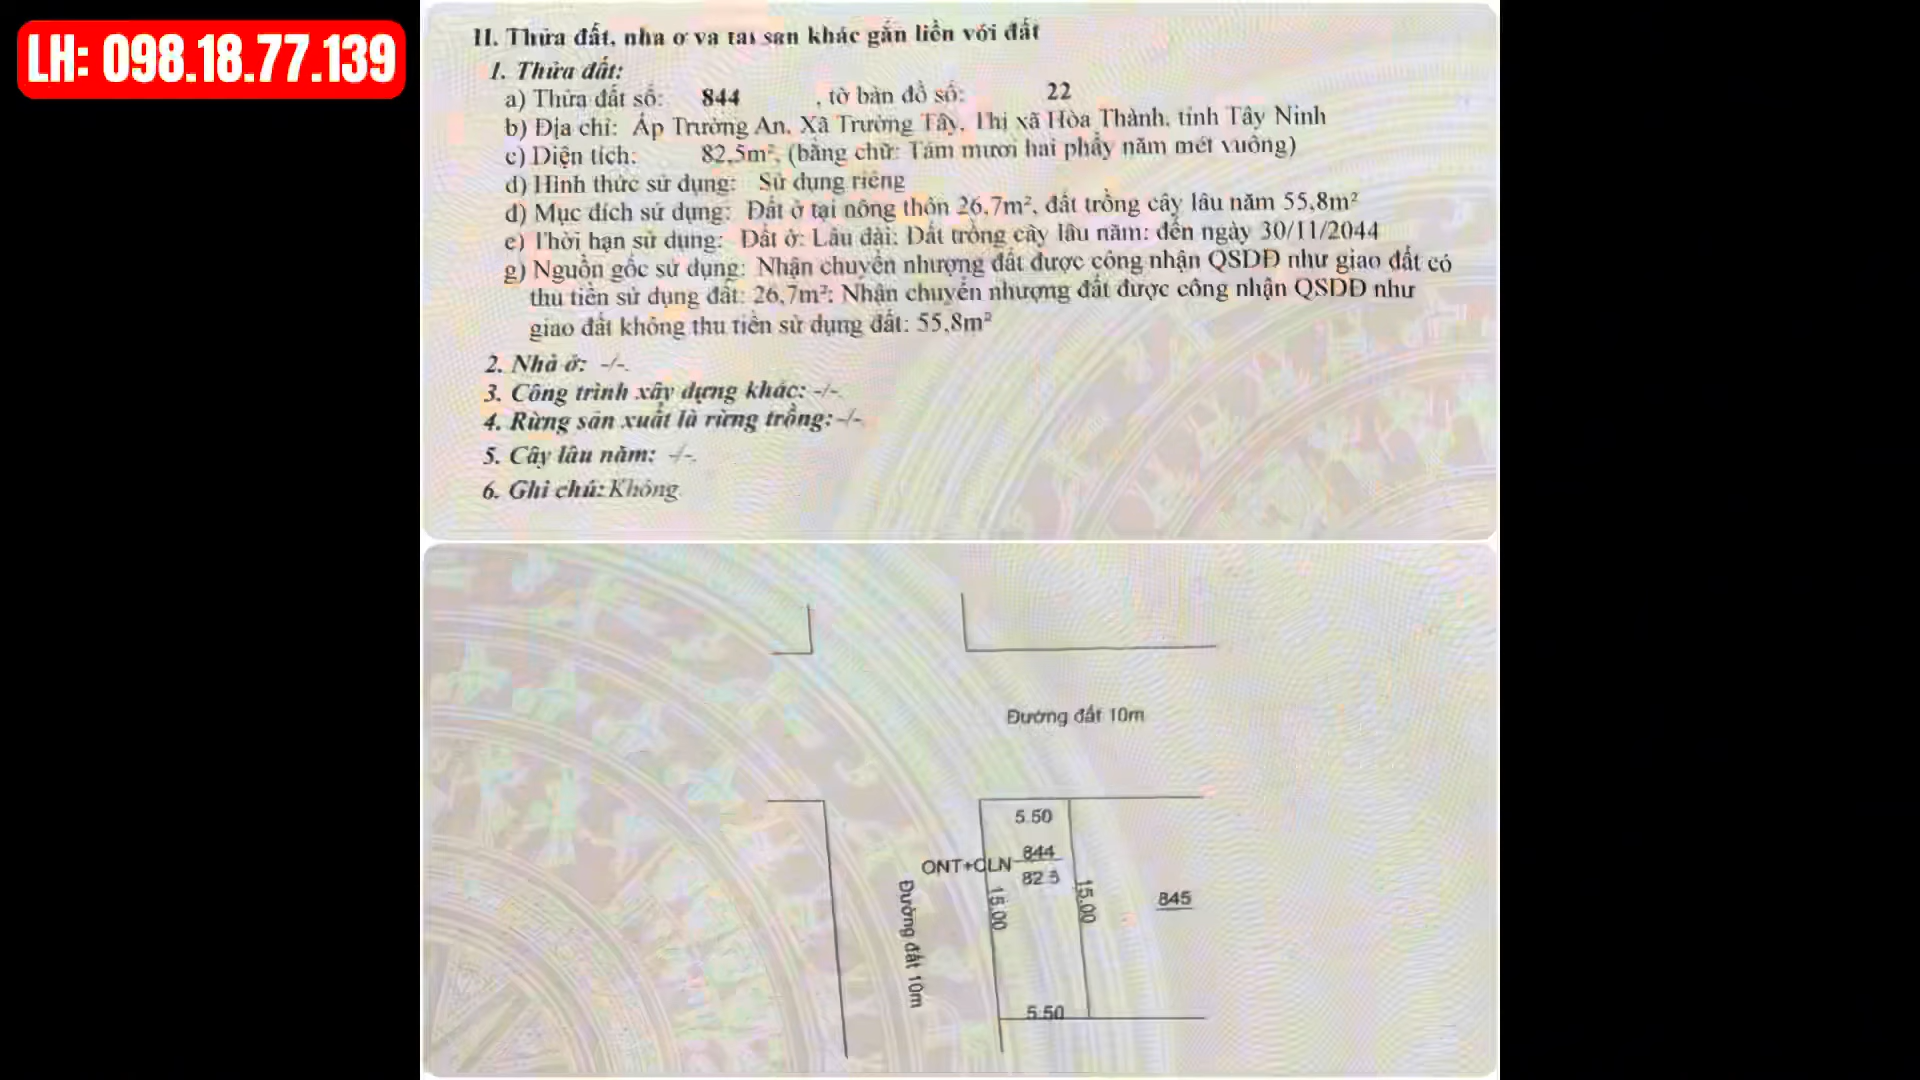 LH: 098.18.77.139
II. Thửa đất, nhà ở và tài sản khác gắn liền với đất
1. Thửa đất:
a) Thửa đất số: 844 , tờ bản đồ số: 22
b) Địa chỉ: Ấp Trường An, Xã Trường Tây, Thị xã Hòa Thành, tỉnh Tây Ninh
c) Diện tích: 82,5m², (bằng chữ: Tám mươi hai phẩy năm mét vuông)
d) Hình thức sử dụng: Sử dụng riêng
đ) Mục đích sử dụng: Đất ở tại nông thôn 26,7m², đất trồng cây lâu năm 55,8m²
e) Thời hạn sử dụng: Đất ở: Lâu dài; Đất trồng cây lâu năm: đến ngày 30/11/2044
g) Nguồn gốc sử dụng: Nhận chuyển nhượng đất được công nhận QSDĐ như giao đất có
thu tiền sử dụng đất: 26,7m²; Nhận chuyển nhượng đất được công nhận QSDĐ như
giao đất không thu tiền sử dụng đất: 55,8m²
2. Nhà ở: -/-.
3. Công trình xây dựng khác: -/-.
4. Rừng sản xuất là rừng trồng: -/-.
5. Cây lâu năm: -/-.
6. Ghi chú: Không
Đường đất 10m
5.50
ONT+CLN 844
82.5
15.00
15.00
845
Đường đất 10m
5.50